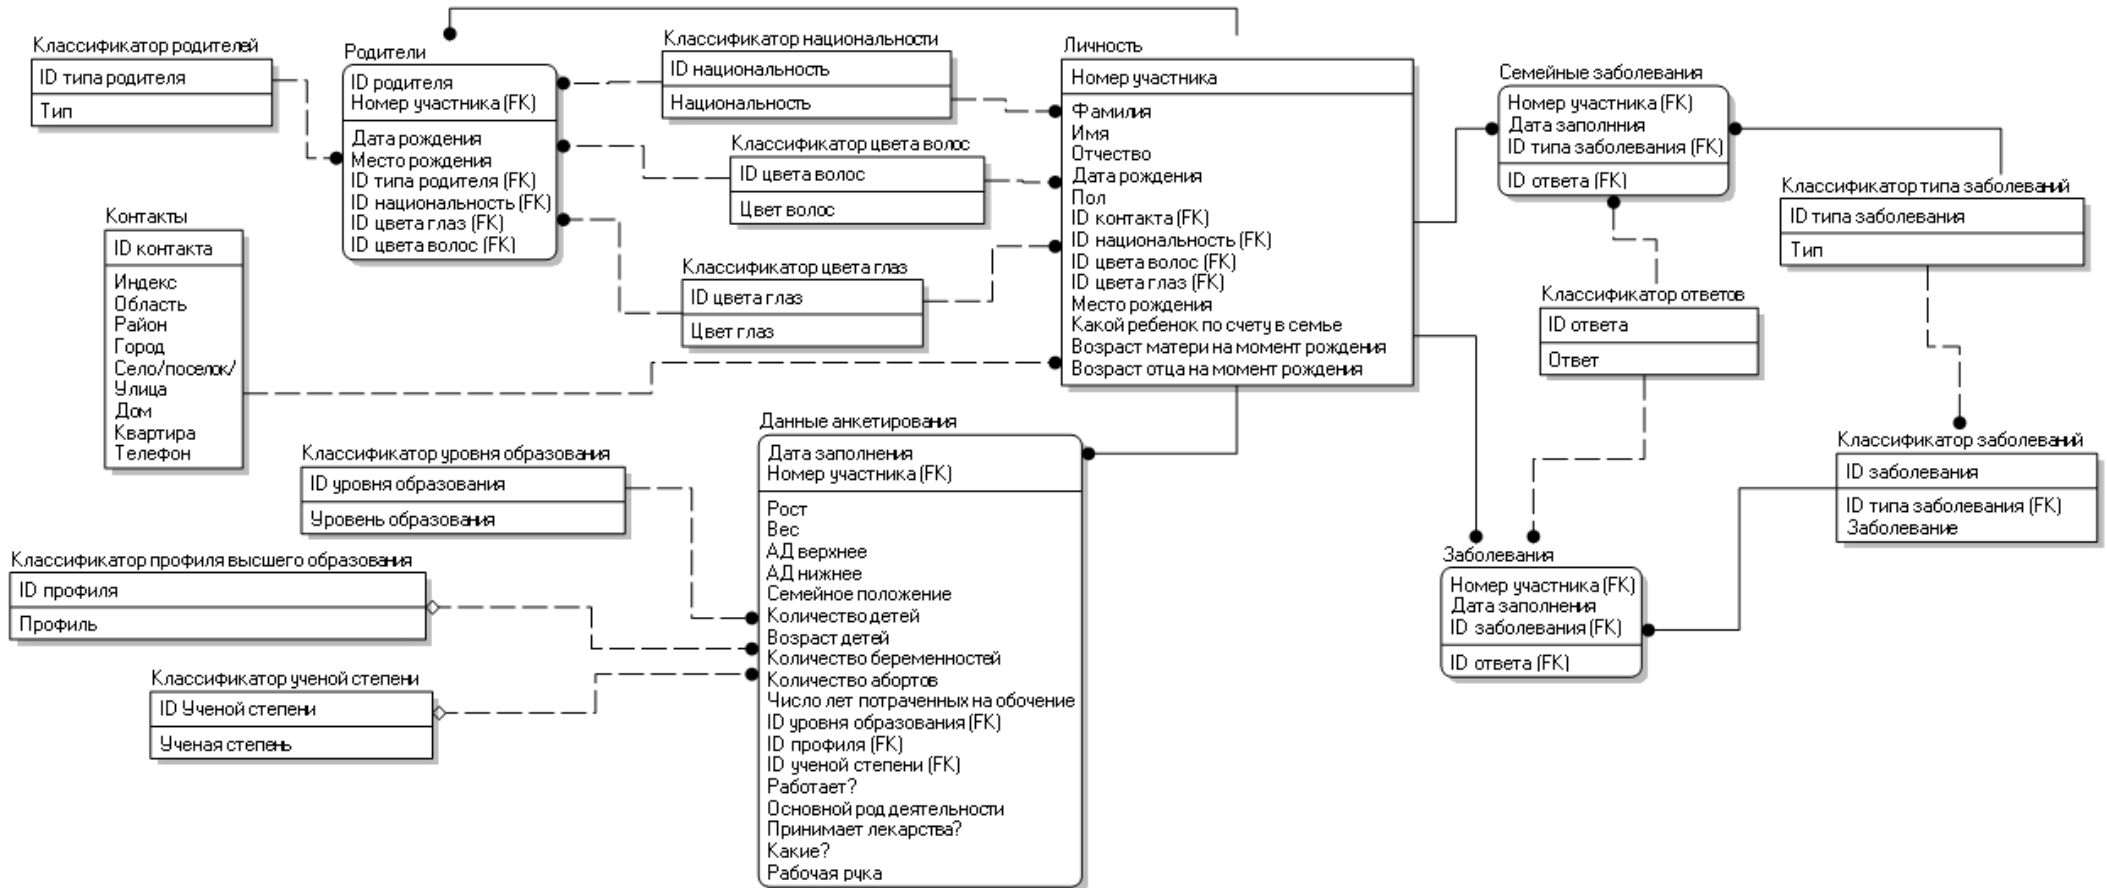 Классификатор родителей
ID типа родителя
Тип
Родители
ID родителя
Номер участника (FK)
Дата рождения
Место рождения
ID типа родителя (FK)
ID национальность (FK)
ID цвета глаз (FK)
ID цвета волос (FK)
Классификатор национальности
ID национальность
Национальность
Классификатор цвета волос
ID цвета волос
Цвет волос
Классификатор цвета глаз
ID цвета глаз
Цвет глаз
Личность
Номер участника
Фамилия
Имя
Отчество
Дата рождения
Пол
ID контакта (FK)
ID национальность (FK)
ID цвета волос (FK)
ID цвета глаз (FK)
Место рождения
Какой ребенок по счету в семье
Возраст матери на момент рождения
Возраст отца на момент рождения
Семейные заболевания
Номер участника (FK)
Дата заполнния
ID типа заболевания (FK)
ID ответа (FK)
Классификатор типа заболеваний
ID типа заболевания
Тип
Классификатор ответов
ID ответа
Ответ
Контакты
ID контакта
Индекс
Область
Район
Город
Село/поселок/
Улица
Дом
Квартира
Телефон
Классификатор уровня образования
ID уровня образования
Уровень образования
Классификатор профиля высшего образования
ID профиля
Профиль
Классификатор ученой степени
ID Ученой степени
Ученая степень
Данные анкетирования
Дата заполнения
Номер участника (FK)
Рост
Вес
АД верхнее
АД нижнее
Семейное положение
Количество детей
Возраст детей
Количество беременностей
Количество абортов
Число лет потраченных на обочение
ID уровня образования (FK)
ID профиля (FK)
ID ученой степени (FK)
Работает?
Основной род деятельности
Принимает лекарства?
Какие?
Рабочая рука
Классификатор заболеваний
ID заболевания
ID типа заболевания (FK)
Заболевание
Заболевания
Номер участника (FK)
Дата заполнения
ID заболевания (FK)
ID ответа (FK)